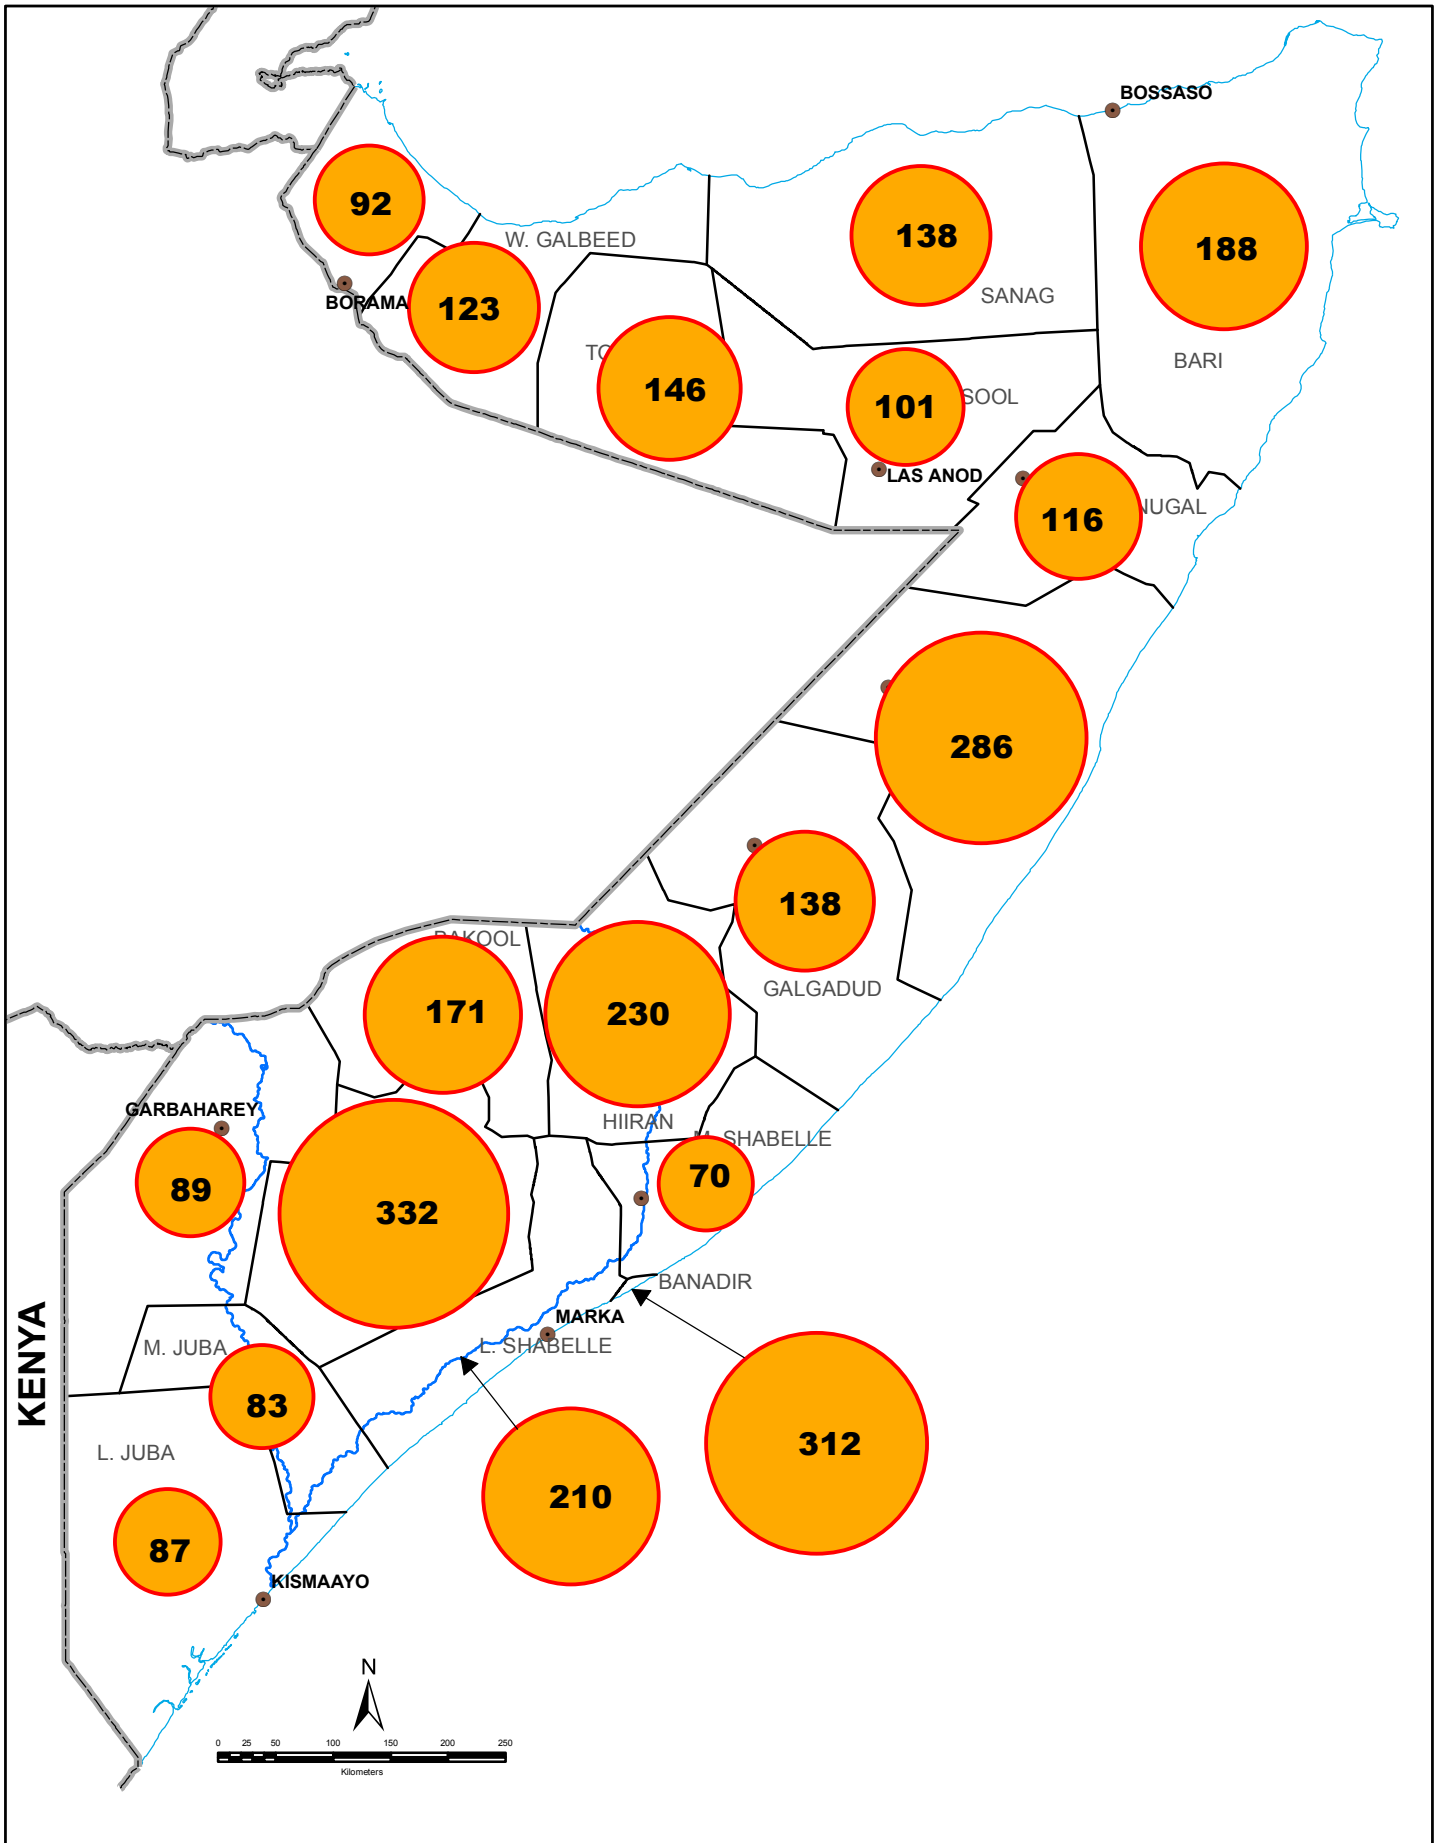 BOSSASO
92
138
188
W. GALBEED
SANAG
BORAMA
123
BARI
146
101
SOOL
LAS ANOD
116
NUGAL
286
138
GALGADUD
BAKOOL
171
230
GARBAHAREY
HIIRAN
M. SHABELLE
89
332
70
BANADIR
MARKA
L. SHABELLE
KENYA
M. JUBA
83
L. JUBA
312
210
87
KISMAAYO
N
0 25 50 100 150 200 250
Kilometers